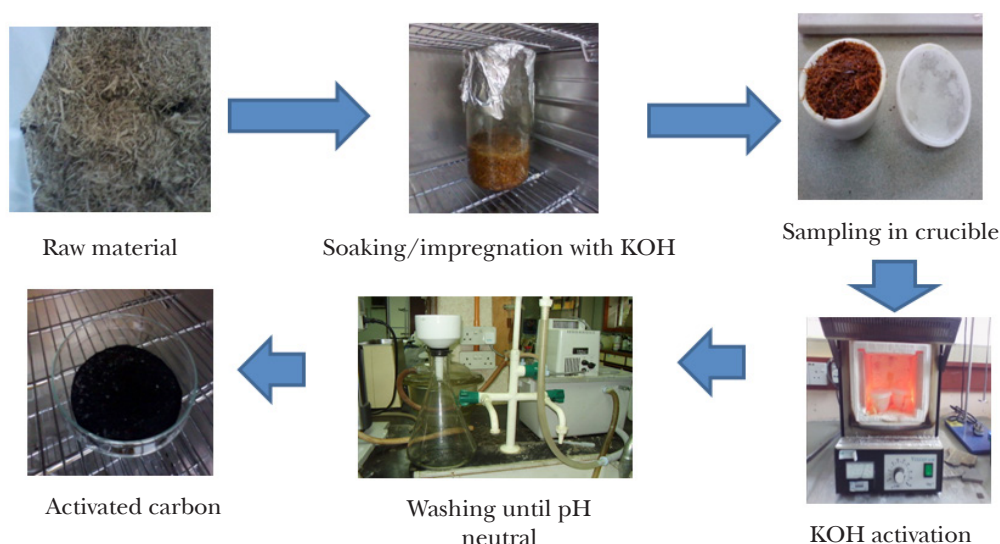 Raw material
Soaking/impregnation with KOH
Sampling in crucible
KOH activation
Washing until pH
neutral
Activated carbon